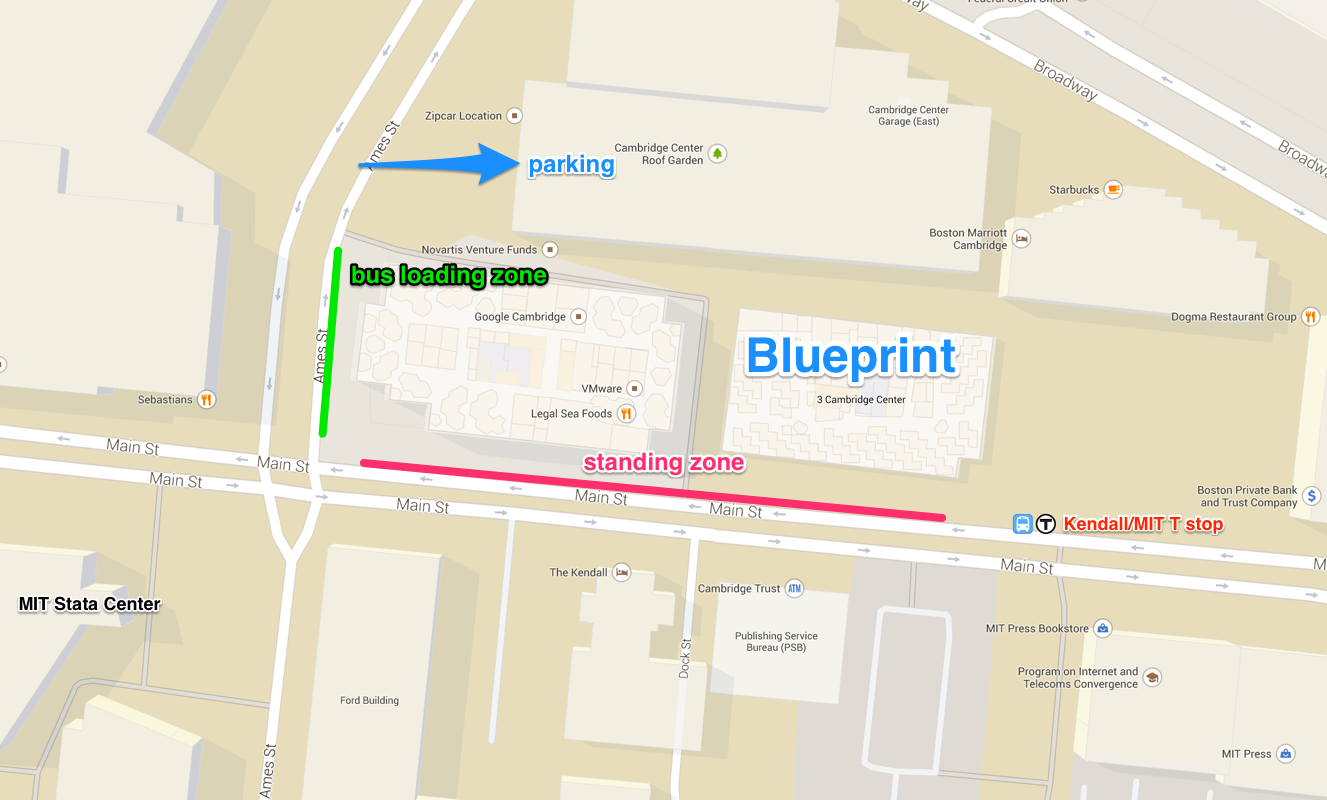 Federal Credit Union
way
Broadway
Broadway
Zipcar Location
Ames St
parking
Cambridge Center
Roof Garden
Cambridge Center
Garage (East)
Starbucks
Boston Marriott
Cambridge
Novartis Venture Funds
bus loading zone
Google Cambridge
Dogma Restaurant Group
Blueprint
Ames St
VMware
3 Cambridge Center
Sebastians
Legal Sea Foods
Main St
Main St
standing zone
Main St
Main St
Main St
Main St
Boston Private Bank
and Trust Company
$
T
Kendall/MIT T stop
Main St
M
The Kendall
Cambridge Trust
ATM
MIT Stata Center
Publishing Service
Bureau (PSB)
Dock St
MIT Press Bookstore
Program on Internet and
Telecoms Convergence
Ford Building
Ames St
MIT Press